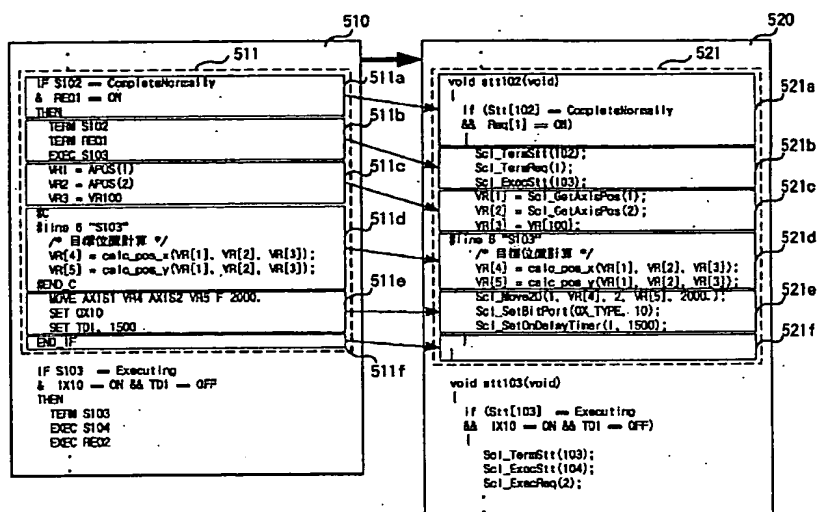 510
520
511
521
IF S102 == CompleteNormally
& REQ1 == ON
THEN
511a
TERM S102
TERM REQ1
EXEC S103
511b
VR1 = APOS(1)
VR2 = APOS(2)
VR3 = VR100
511c
$C
$line 6 "S103"
/* 目標位置計算 */
VR[4] = calc_pos_x(VR[1], VR[2], VR[3]);
VR[5] = calc_pos_y(VR[1], VR[2], VR[3]);
$END_C
511d
MOVE AXIS1 VR4 AXIS2 VR5 F 2000.
SET OX10
SET TD1, 1500
511e
END_IF
511f
IF S103 == Executing
& IX10 == ON && TD1 == OFF
THEN
TERM S103
EXEC S104
EXEC REQ2
void stt102(void)
{
if (Stt[102] == CompleteNormally
&& Req[1] == ON)
{
521a
Scl_TermStt(102);
Scl_TermReq(1);
Scl_ExecStt(103);
521b
VR[1] = Scl_GetAxisPos(1);
VR[2] = Scl_GetAxisPos(2);
VR[3] = VR[100];
521c
$line 6 "S103"
/* 目標位置計算 */
VR[4] = calc_pos_x(VR[1], VR[2], VR[3]);
VR[5] = calc_pos_y(VR[1], VR[2], VR[3]);
521d
Scl_Move2D(1, VR[4], 2, VR[5], 2000.);
Scl_SetBitPort(OX_TYPE, 10);
Scl_SetOnDelayTimer(1, 1500);
521e
}
}
521f
void stt103(void)
{
if (Stt[103] == Executing
&& IX10 == ON && TD1 == OFF)
{
Scl_TermStt(103);
Scl_ExecStt(104);
Scl_ExecReq(2);